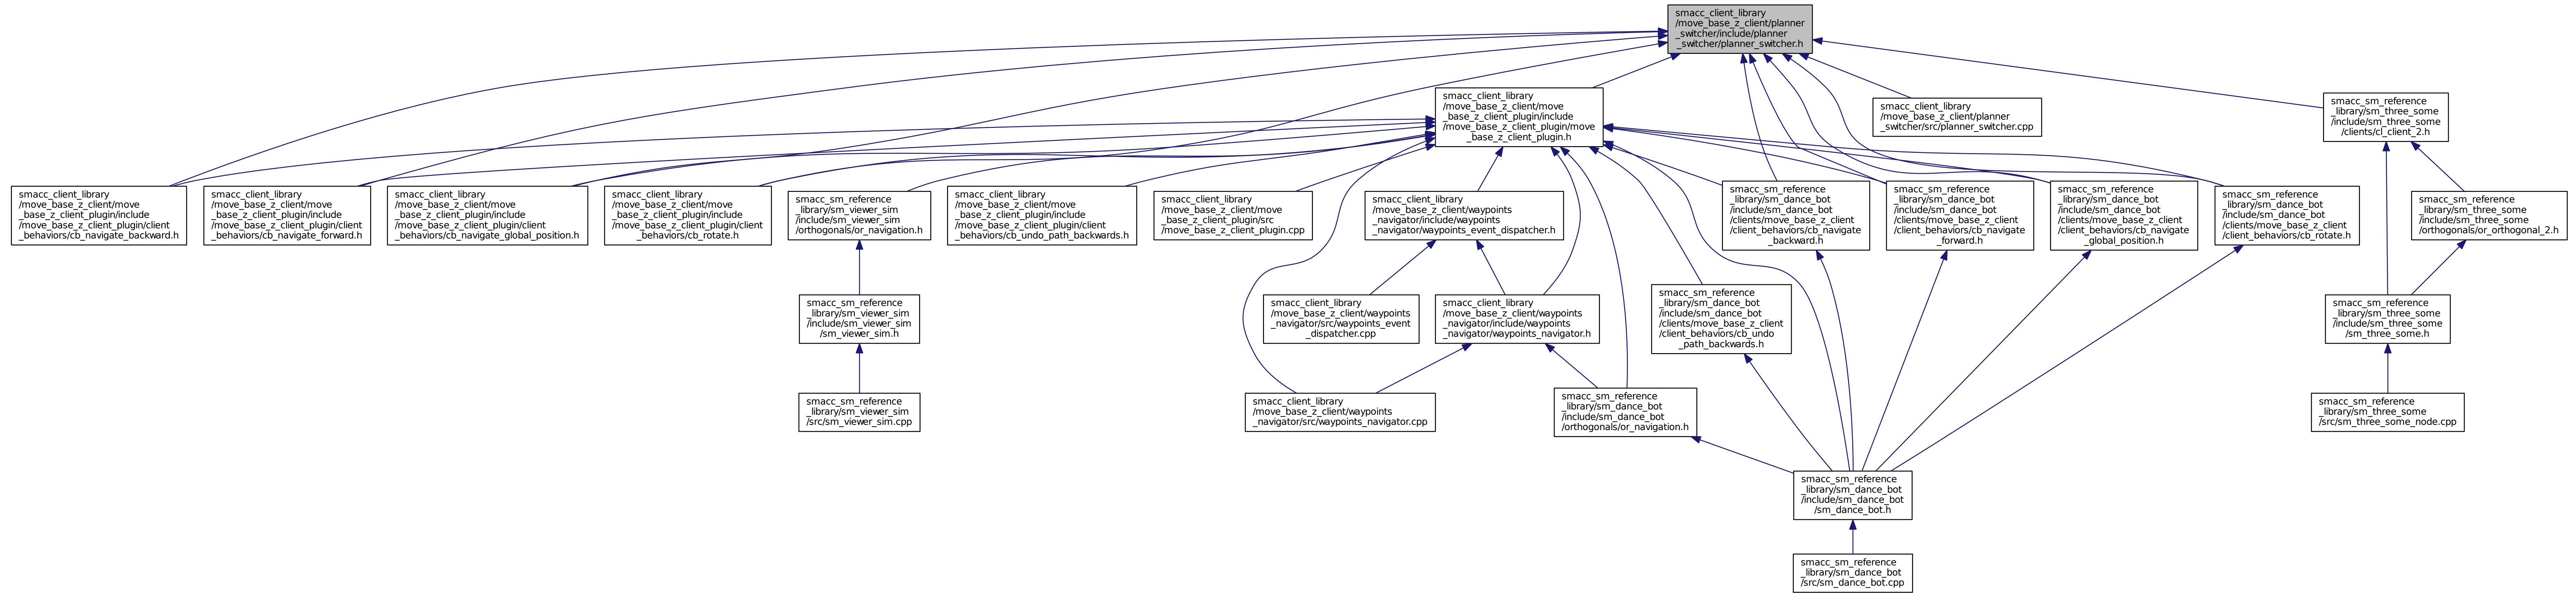 smacc_client_library
/move_base_z_client/planner
_switcher/include/planner
_switcher/planner_switcher.h
smacc_client_library
/move_base_z_client/move
_base_z_client_plugin/include
/move_base_z_client_plugin/move
_base_z_client_plugin.h
smacc_client_library
/move_base_z_client/planner
_switcher/src/planner_switcher.cpp
smacc_sm_reference
_library/sm_three_some
/include/sm_three_some
/clients/cl_client_2.h
smacc_client_library
/move_base_z_client/move
_base_z_client_plugin/include
/move_base_z_client_plugin/client
_behaviors/cb_navigate_backward.h
smacc_client_library
/move_base_z_client/move
_base_z_client_plugin/include
/move_base_z_client_plugin/client
_behaviors/cb_navigate_forward.h
smacc_client_library
/move_base_z_client/move
_base_z_client_plugin/include
/move_base_z_client_plugin/client
_behaviors/cb_navigate_global_position.h
smacc_client_library
/move_base_z_client/move
_base_z_client_plugin/include
/move_base_z_client_plugin/client
_behaviors/cb_rotate.h
smacc_sm_reference
_library/sm_viewer_sim
/include/sm_viewer_sim
/orthogonals/or_navigation.h
smacc_client_library
/move_base_z_client/move
_base_z_client_plugin/include
/move_base_z_client_plugin/client
_behaviors/cb_undo_path_backwards.h
smacc_client_library
/move_base_z_client/move
_base_z_client_plugin/src
/move_base_z_client_plugin.cpp
smacc_client_library
/move_base_z_client/waypoints
_navigator/include/waypoints
_navigator/waypoints_event_dispatcher.h
smacc_sm_reference
_library/sm_dance_bot
/include/sm_dance_bot
/clients/move_base_z_client
/client_behaviors/cb_navigate
_backward.h
smacc_sm_reference
_library/sm_dance_bot
/include/sm_dance_bot
/clients/move_base_z_client
/client_behaviors/cb_navigate
_forward.h
smacc_sm_reference
_library/sm_dance_bot
/include/sm_dance_bot
/clients/move_base_z_client
/client_behaviors/cb_navigate
_global_position.h
smacc_sm_reference
_library/sm_dance_bot
/include/sm_dance_bot
/clients/move_base_z_client
/client_behaviors/cb_rotate.h
smacc_sm_reference
_library/sm_three_some
/include/sm_three_some
/orthogonals/or_orthogonal_2.h
smacc_sm_reference
_library/sm_viewer_sim
/include/sm_viewer_sim
/sm_viewer_sim.h
smacc_client_library
/move_base_z_client/waypoints
_navigator/src/waypoints_event
_dispatcher.cpp
smacc_client_library
/move_base_z_client/waypoints
_navigator/include/waypoints
_navigator/waypoints_navigator.h
smacc_sm_reference
_library/sm_dance_bot
/include/sm_dance_bot
/clients/move_base_z_client
/client_behaviors/cb_undo
_path_backwards.h
smacc_sm_reference
_library/sm_three_some
/include/sm_three_some
/sm_three_some.h
smacc_sm_reference
_library/sm_viewer_sim
/src/sm_viewer_sim.cpp
smacc_client_library
/move_base_z_client/waypoints
_navigator/src/waypoints_navigator.cpp
smacc_sm_reference
_library/sm_dance_bot
/include/sm_dance_bot
/orthogonals/or_navigation.h
smacc_sm_reference
_library/sm_three_some
/src/sm_three_some_node.cpp
smacc_sm_reference
_library/sm_dance_bot
/include/sm_dance_bot
/sm_dance_bot.h
smacc_sm_reference
_library/sm_dance_bot
/src/sm_dance_bot.cpp